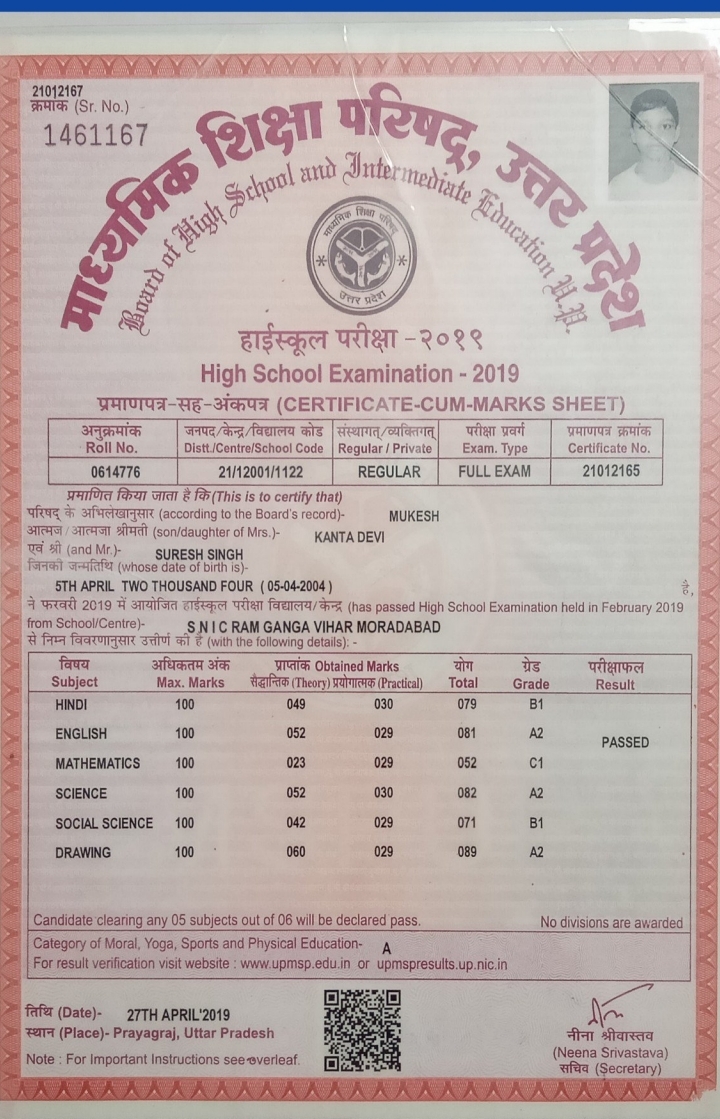 21012167
क्रमांक (Sr. No.)
1461167
माध्यमिक शिक्षा परिषद्, उत्तर प्रदेश
Board of High School and Intermediate Education U.P.
माध्यमिक शिक्षा परिषद्
उत्तर प्रदेश
हाईस्कूल परीक्षा -२०१९
High School Examination - 2019
प्रमाणपत्र-सह-अंकपत्र (CERTIFICATE-CUM-MARKS SHEET)
अनुक्रमांक जनपद/केन्द्र/विद्यालय कोड संस्थागत्/व्यक्तिगत् परीक्षा प्रवर्ग प्रमाणपत्र क्रमांक
Roll No. Distt./Centre/School Code Regular / Private Exam. Type Certificate No.
0614776 21/12001/1122 REGULAR FULL EXAM 21012165
प्रमाणित किया जाता है कि (This is to certify that)
परिषद् के अभिलेखानुसार (according to the Board's record)- MUKESH
आत्मज/आत्मजा श्रीमती (son/daughter of Mrs.)- KANTA DEVI
एवं श्री (and Mr.)- SURESH SINGH
जिनकी जन्मतिथि (whose date of birth is)-
5TH APRIL TWO THOUSAND FOUR ( 05-04-2004 ) है,
ने फरवरी 2019 में आयोजित हाईस्कूल परीक्षा विद्यालय/केन्द्र (has passed High School Examination held in February 2019
from School/Centre)- S N I C RAM GANGA VIHAR MORADABAD
से निम्न विवरणानुसार उत्तीर्ण की है (with the following details): -
विषय अधिकतम अंक प्राप्तांक Obtained Marks योग ग्रेड परीक्षाफल
Subject Max. Marks सैद्धान्तिक (Theory) प्रयोगात्मक (Practical) Total Grade Result
HINDI 100 049 030 079 B1
ENGLISH 100 052 029 081 A2
PASSED
MATHEMATICS 100 023 029 052 C1
SCIENCE 100 052 030 082 A2
SOCIAL SCIENCE 100 042 029 071 B1
DRAWING 100 060 029 089 A2
Candidate clearing any 05 subjects out of 06 will be declared pass. No divisions are awarded
Category of Moral, Yoga, Sports and Physical Education- A
For result verification visit website : www.upmsp.edu.in or upmspresults.up.nic.in
तिथि (Date)- 27TH APRIL'2019
स्थान (Place)- Prayagraj, Uttar Pradesh
Note : For Important Instructions see overleaf.
नीना श्रीवास्तव
(Neena Srivastava)
सचिव (Secretary)